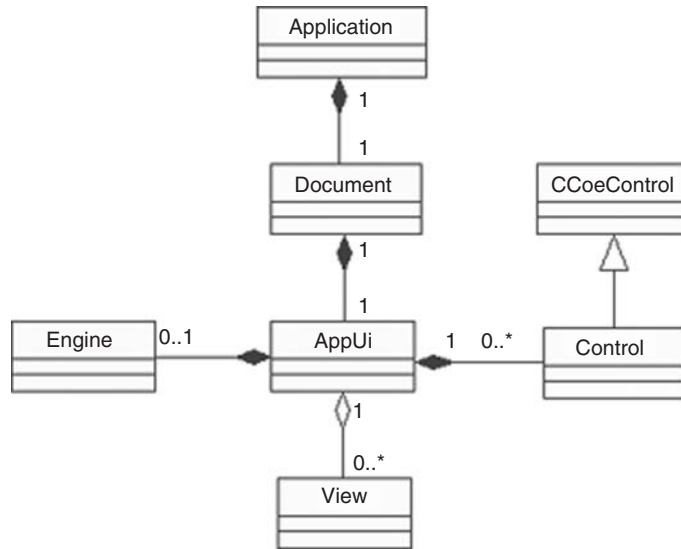 Application
1
1
Document
CCoeControl
1
1
Engine
0..1
AppUi
1
0..*
Control
1
0..*
View